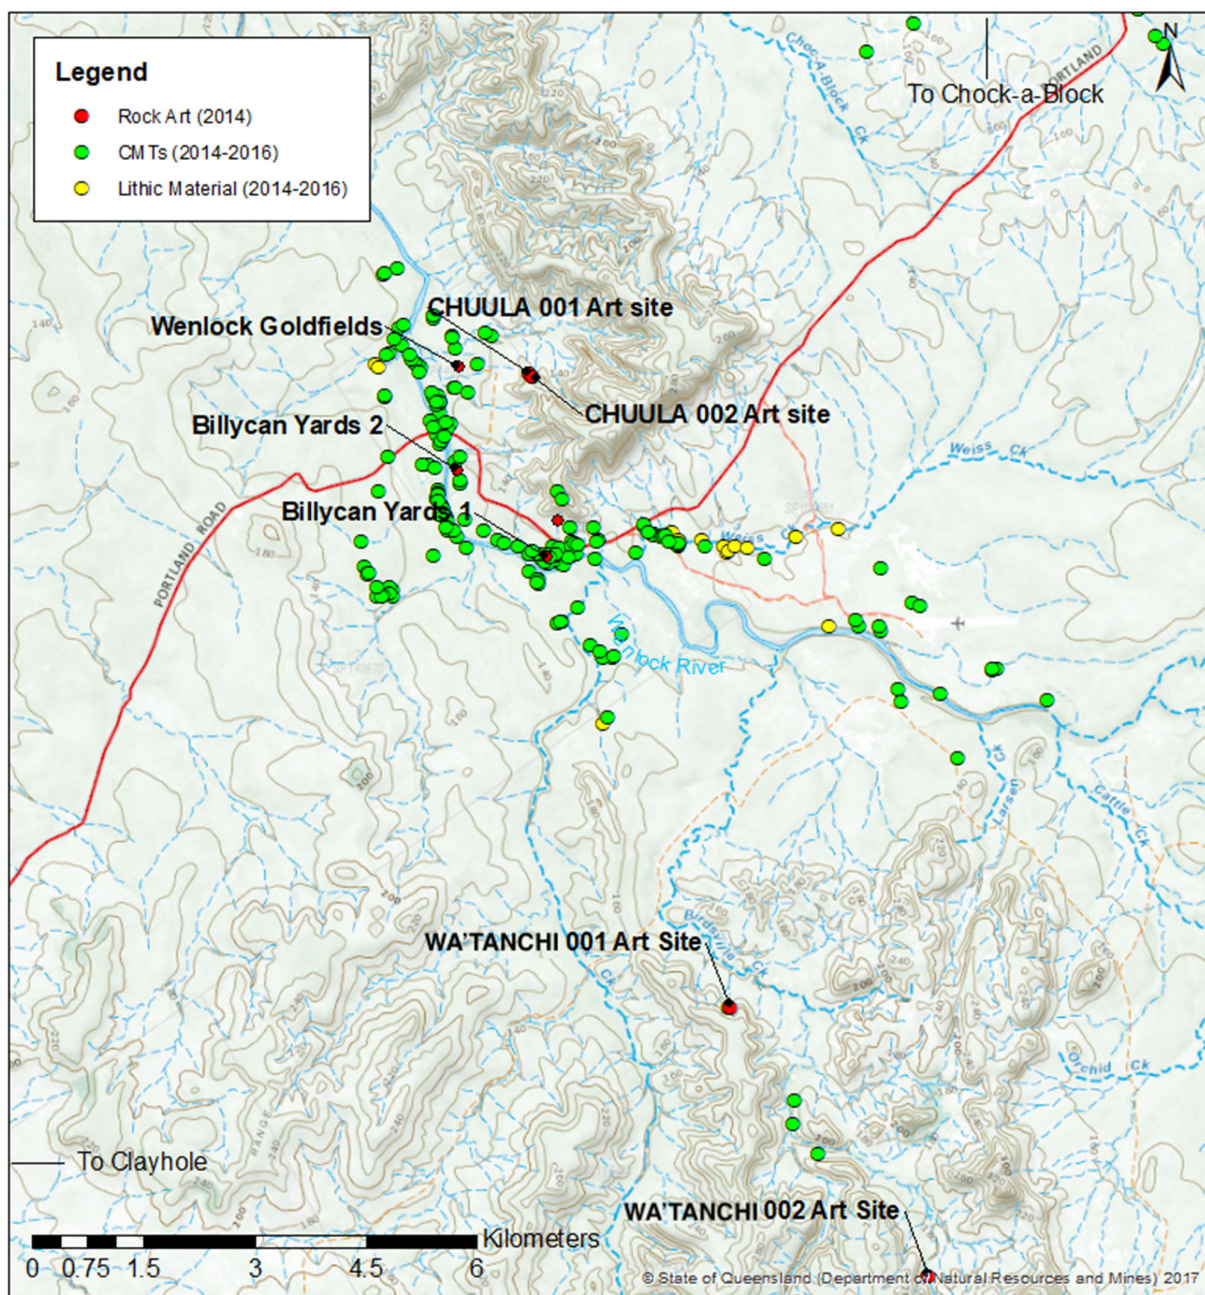 Legend
Rock Art (2014)
CMTs (2014-2016)
Lithic Material (2014-2016)
N
Choc-A-Block Ck
PORTLAND
To Chock-a-Block
CHUULA 001 Art site
Wenlock Goldfields
CHUULA 002 Art site
Billycan Yards 2
Billycan Yards 1
PORTLAND ROAD
Weiss Ck
Weiss
Wenlock River
Larsen Ck
Cattle Ck
Birdsville Ck
WA'TANCHI 001 Art Site
Ck
Orchid Ck
RANGE
To Clayhole
WA'TANCHI 002 Art Site
Kilometers
0 0.75 1.5 3 4.5 6
© State of Queensland (Department of Natural Resources and Mines) 2017